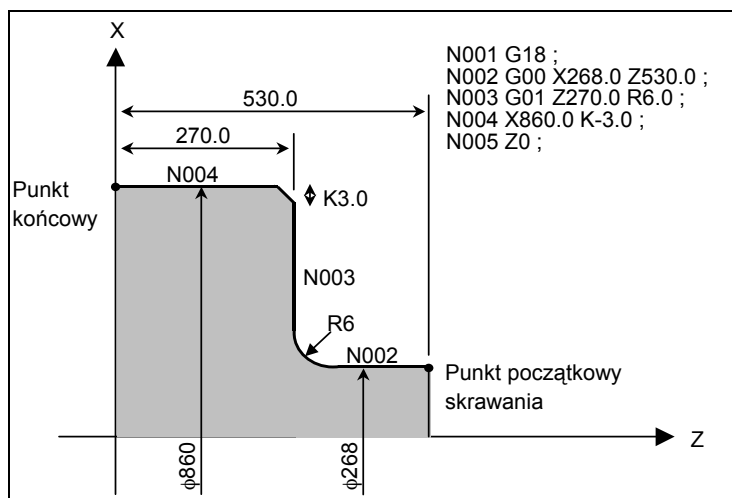 X
N001 G18 ;
N002 G00 X268.0 Z530.0 ;
N003 G01 Z270.0 R6.0 ;
N004 X860.0 K-3.0 ;
N005 Z0 ;
530.0
270.0
N004
Punkt
końcowy
K3.0
N003
R6
N002
Punkt początkowy
skrawania
Z
ϕ860
ϕ268